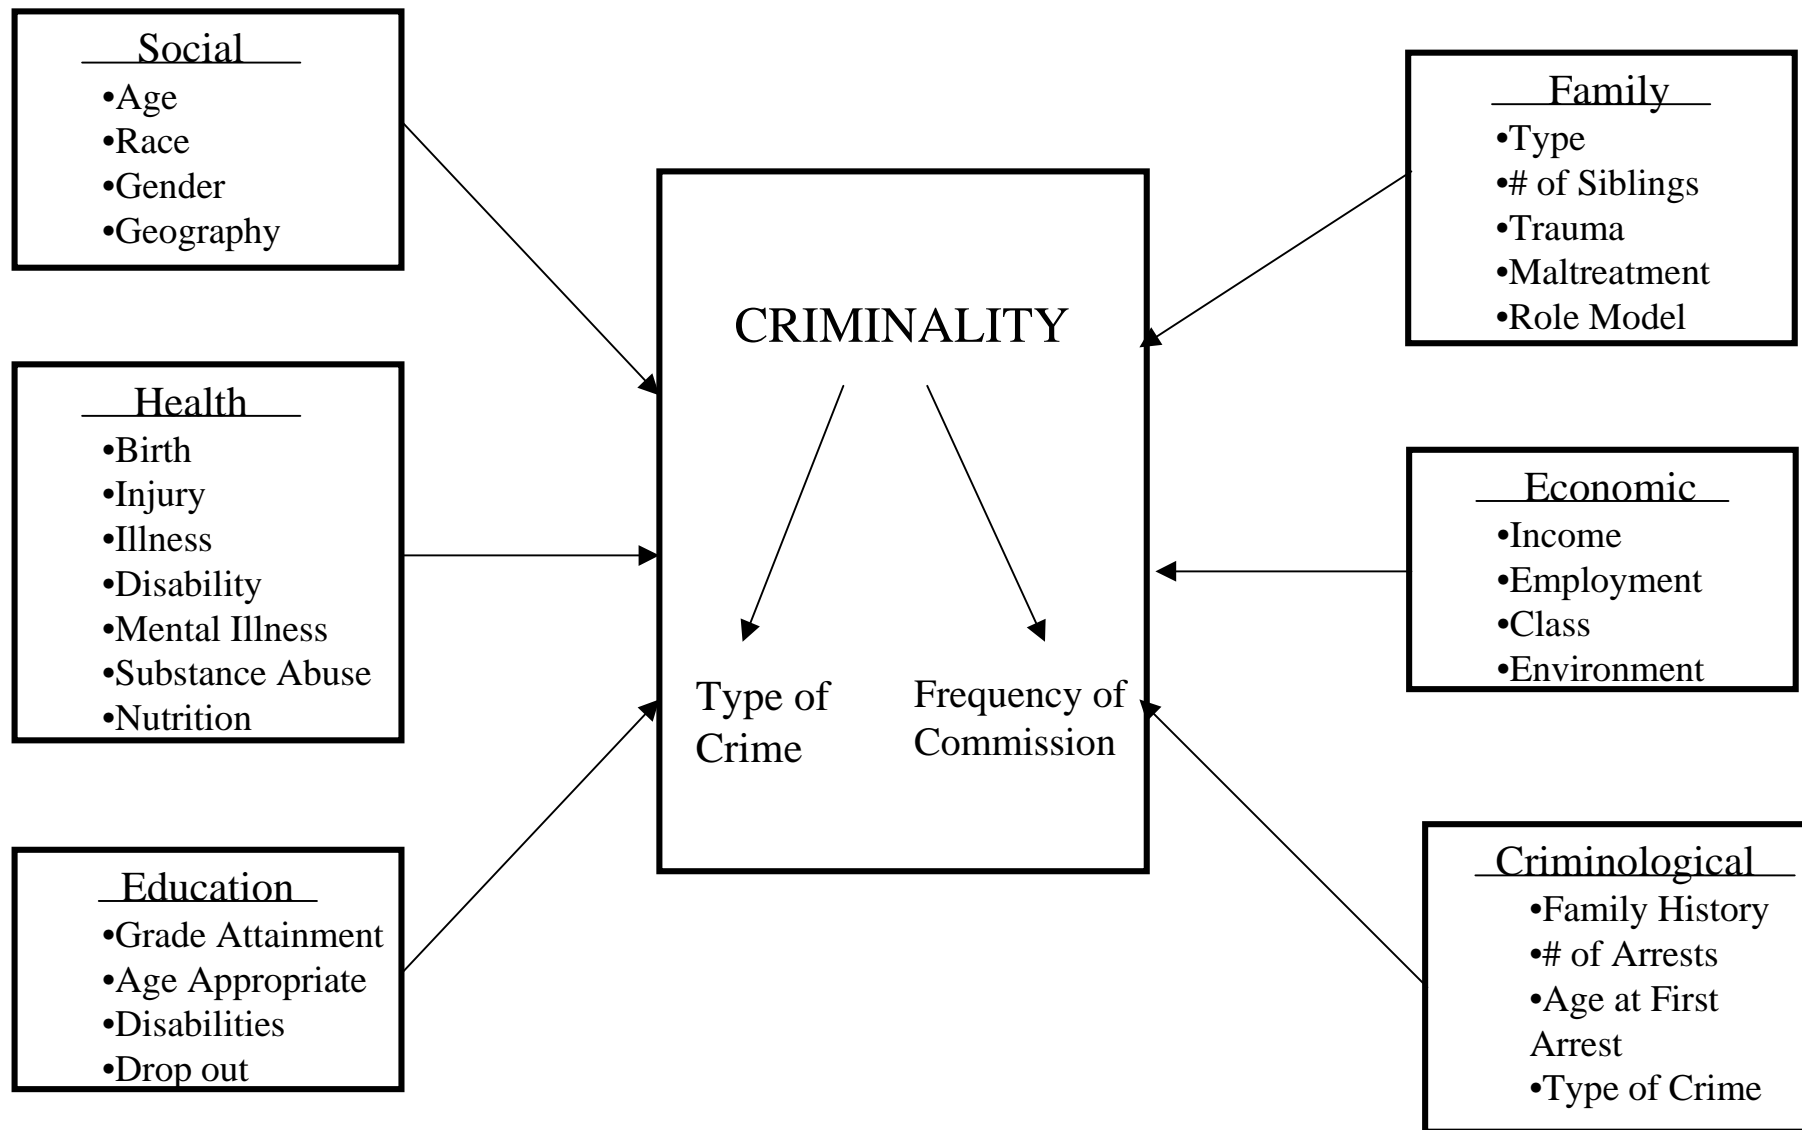 Social
•Age
•Race
•Gender
•Geography
Health
•Birth
•Injury
•Illness
•Disability
•Mental Illness
•Substance Abuse
•Nutrition
Education
•Grade Attainment
•Age Appropriate
•Disabilities
•Drop out
CRIMINALITY
Type of
Crime
Frequency of
Commission
Family
•Type
•# of Siblings
•Trauma
•Maltreatment
•Role Model
Economic
•Income
•Employment
•Class
•Environment
Criminological
•Family History
•# of Arrests
•Age at First
Arrest
•Type of Crime